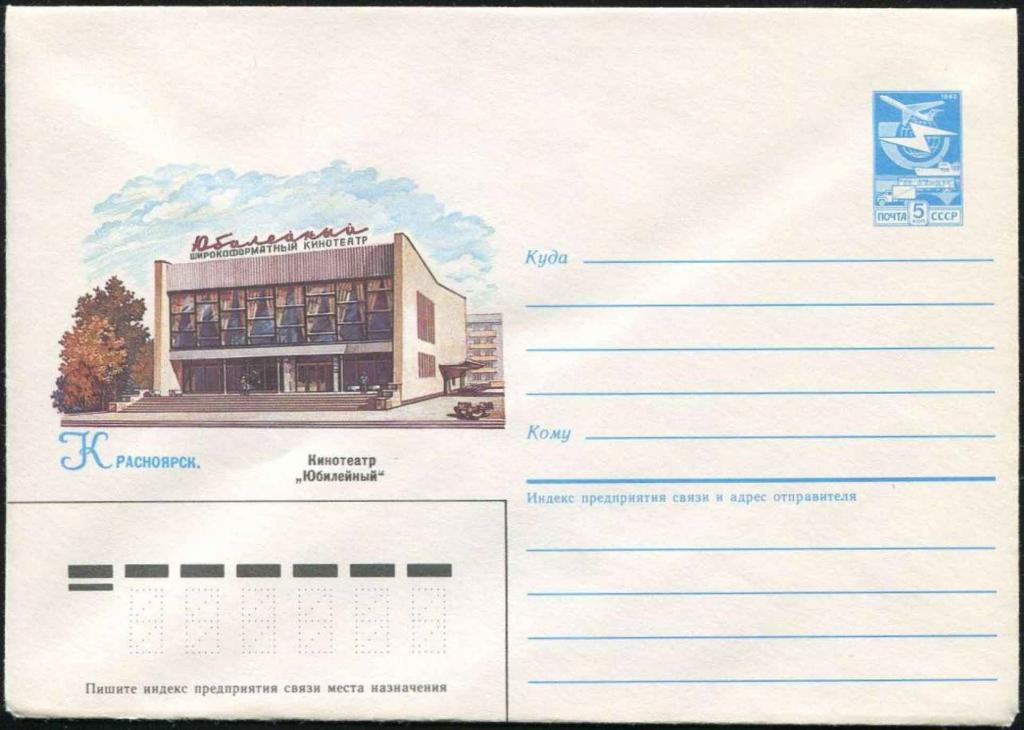 1982
ПОЧТА 5 СССР
Юбилейный
ШИРОКОФОРМАТНЫЙ КИНОТЕАТР
КРАСНОЯРСК.
Кинотеатр
„Юбилейный“
Куда
Кому
Индекс предприятия связи и адрес отправителя
Пишите индекс предприятия связи места назначения